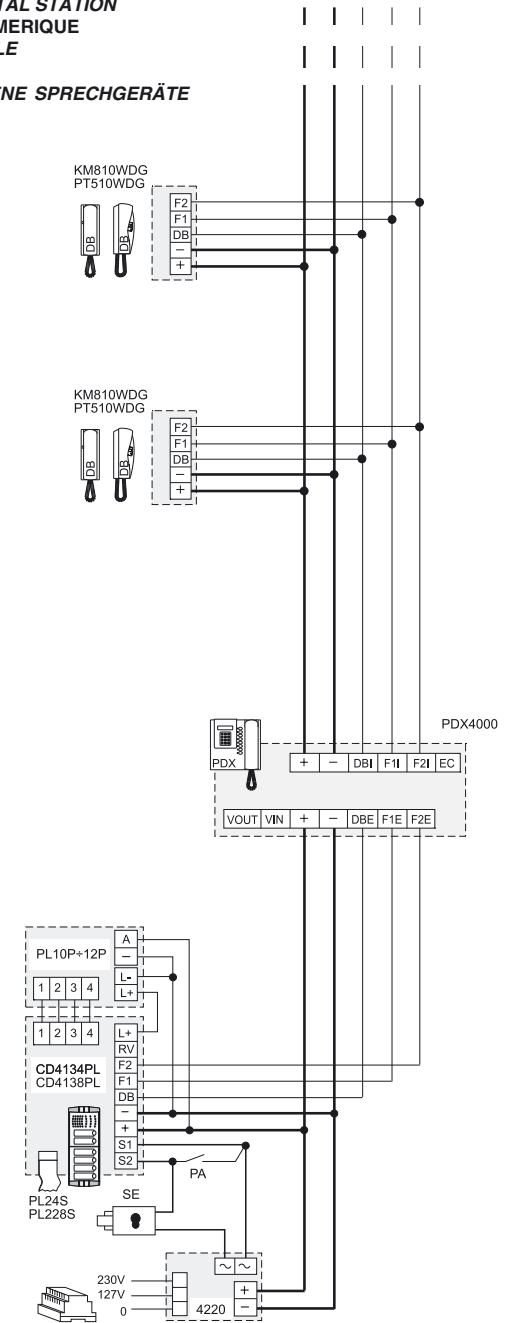 TAL STATION
MERIQUE
LE
ENE SPRECHGERÄTE
KM810WDG
PT510WDG
DB
DB
F2
F1
DB
–
+
KM810WDG
PT510WDG
DB
DB
F2
F1
DB
–
+
PDX4000
PDX
+ – DBI F1I F2I EC
VOUT VIN + – DBE F1E F2E
PL10P÷12P
A
–
L-
L+
1 2 3 4
1 2 3 4
CD4134PL
CD4138PL
L+
RV
F2
F1
DB
–
+
S1
S2
PA
PL24S
PL228S
SE
~ ~
230V
127V
0
4220
+
–